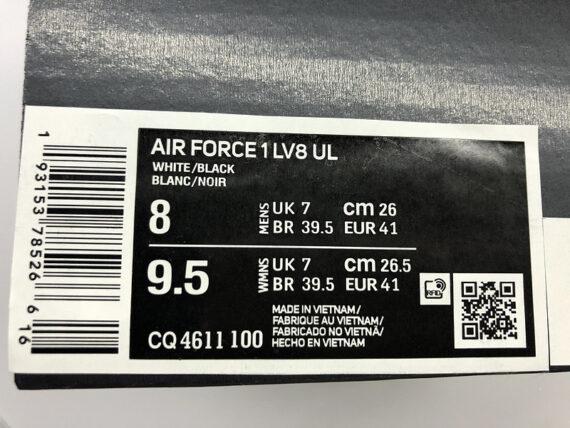 AIR FORCE 1 LV8 UL
WHITE/BLACK
BLANC/NOIR
8 MENS UK 7 cm 26
BR 39.5 EUR 41
9.5 WMNS UK 7 cm 26.5
BR 39.5 EUR 41
RFID
MADE IN VIETNAM/
FABRIQUE AU VIETNAM/
FABRICADO NO VIETNÃ/
HECHO EN VIETNAM
CQ4611 100
1 93153 78526 6 16